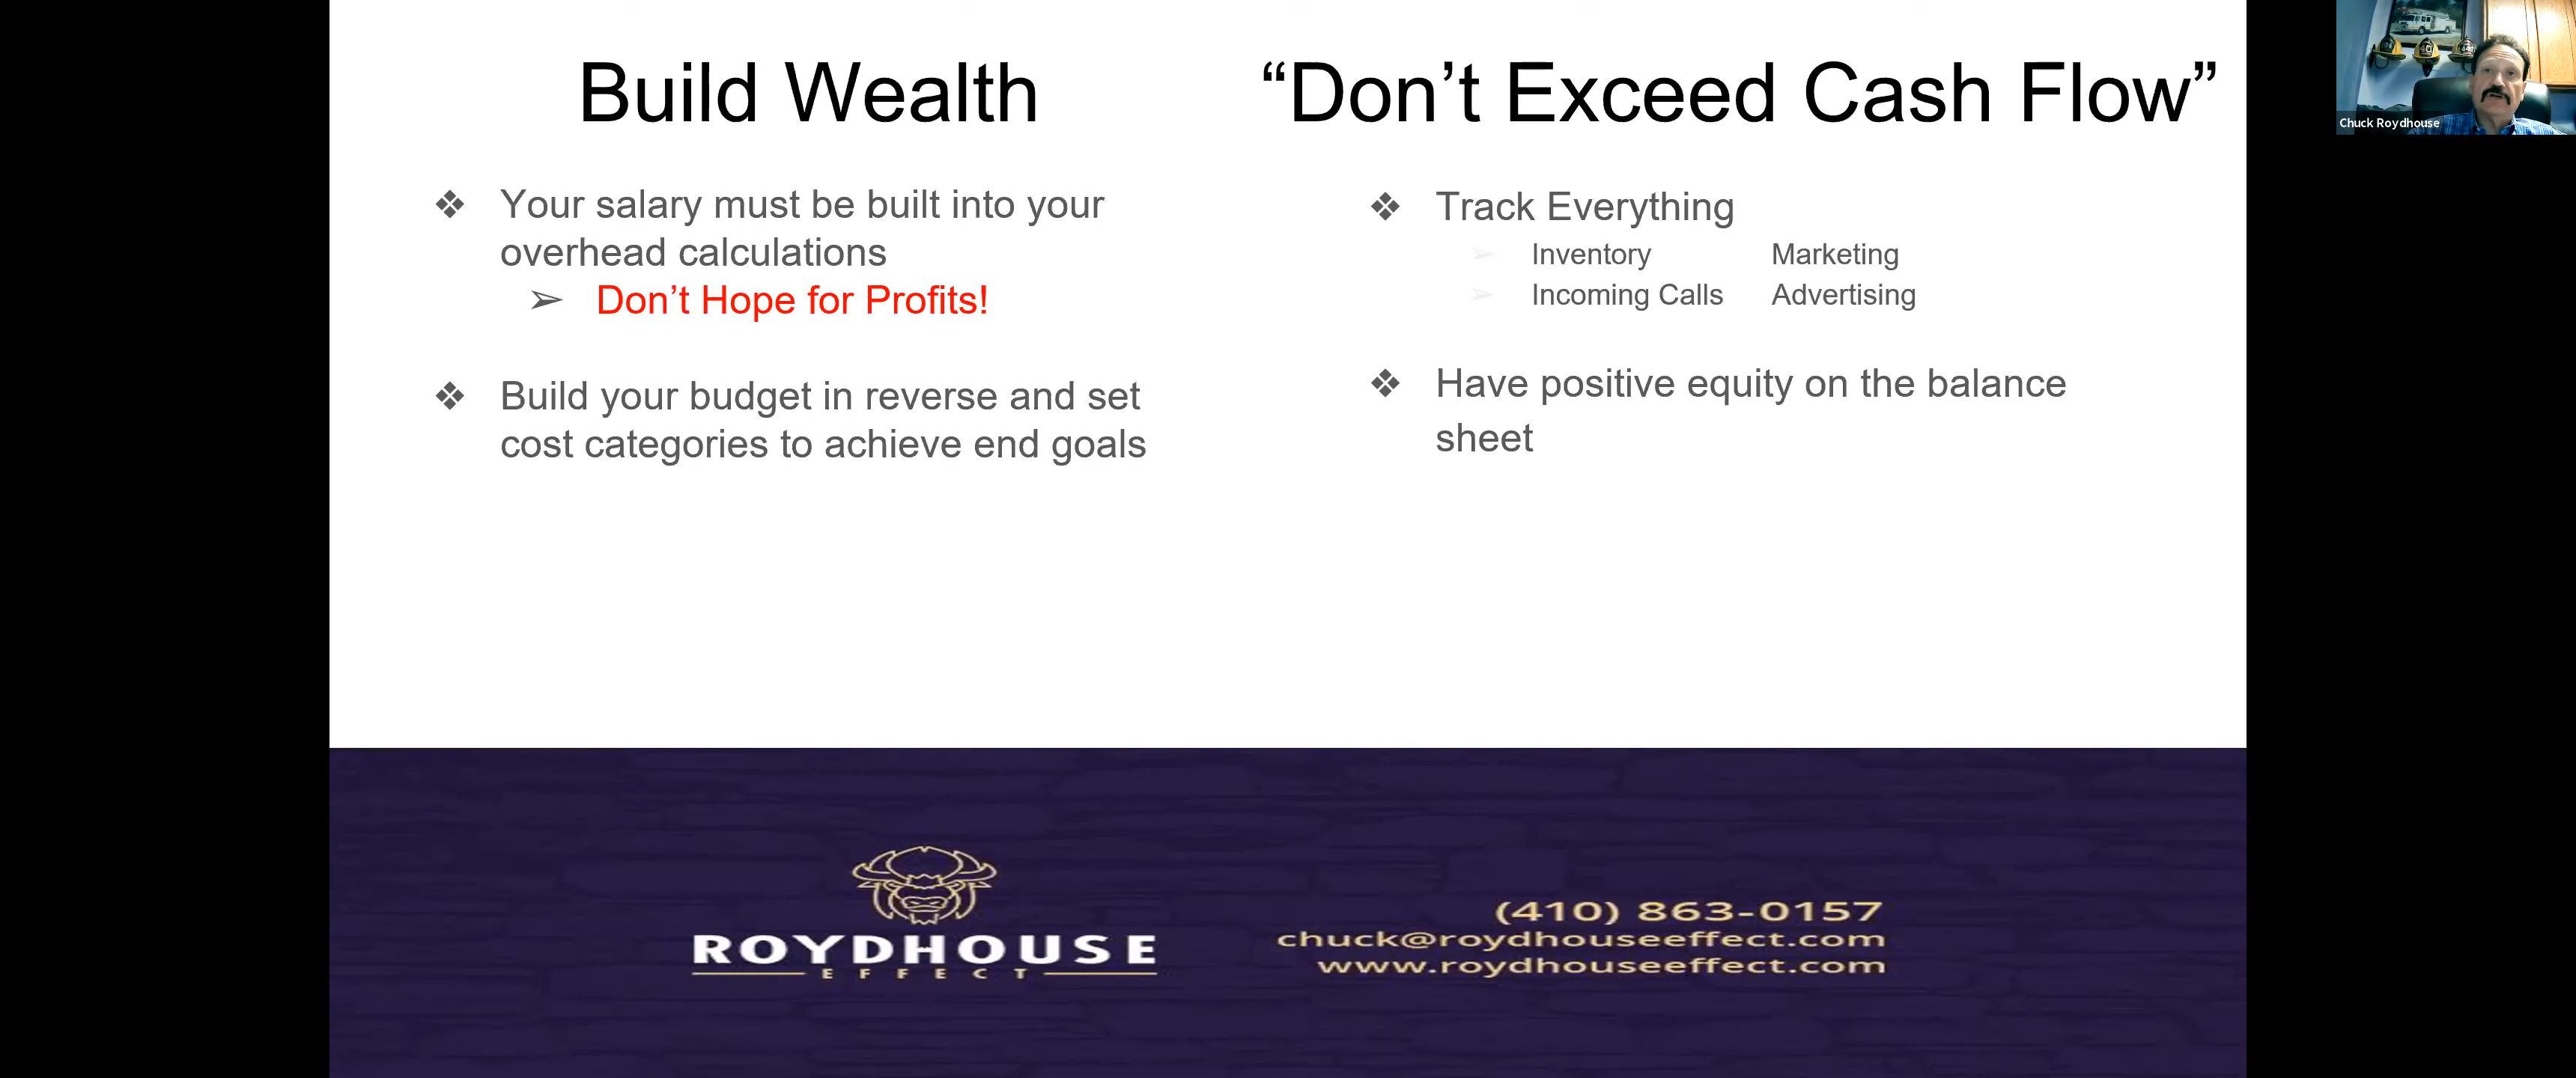 Build Wealth
❖ Your salary must be built into your
overhead calculations
➢ Don’t Hope for Profits!
❖ Build your budget in reverse and set
cost categories to achieve end goals
“Don’t Exceed Cash Flow”
❖ Track Everything
➢ Inventory Marketing
➢ Incoming Calls Advertising
❖ Have positive equity on the balance
sheet
Chuck Roydhouse
ROYDHOUSE
EFFECT
(410) 863-0157
chuck@roydhouseeffect.com
www.roydhouseeffect.com